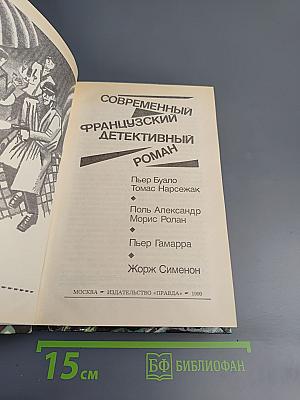 СОВРЕМЕННЫЙ
ФРАНЦУЗСКИЙ
ДЕТЕКТИВНЫЙ
РОМАН
Пьер Буало
Томас Нарсежак
Поль Александр
Морис Ролан
Пьер Гамарра
Жорж Сименон
МОСКВА — ИЗДАТЕЛЬСТВО «ПРАВДА» — 1990
15 см
БФ БИБЛИОФАН